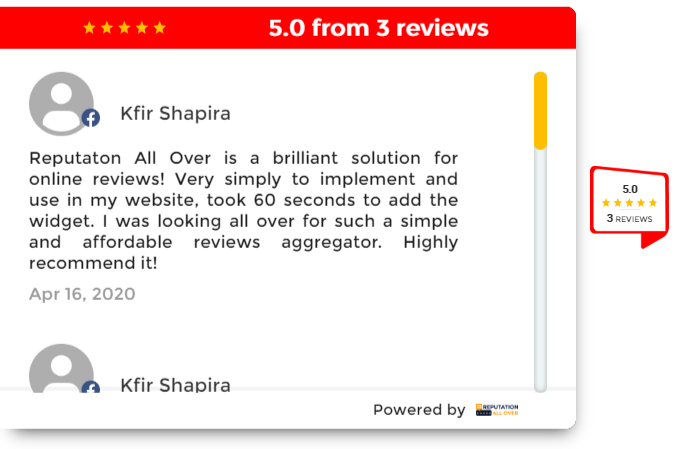 5.0 from 3 reviews
Kfir Shapira
Reputaton All Over is a brilliant solution for
online reviews! Very simply to implement and
use in my website, took 60 seconds to add the
widget. I was looking all over for such a simple
and affordable reviews aggregator. Highly
recommend it!
Apr 16, 2020
Kfir Shapira
Powered by REPUTATION
ALL OVER
5.0
3 REVIEWS